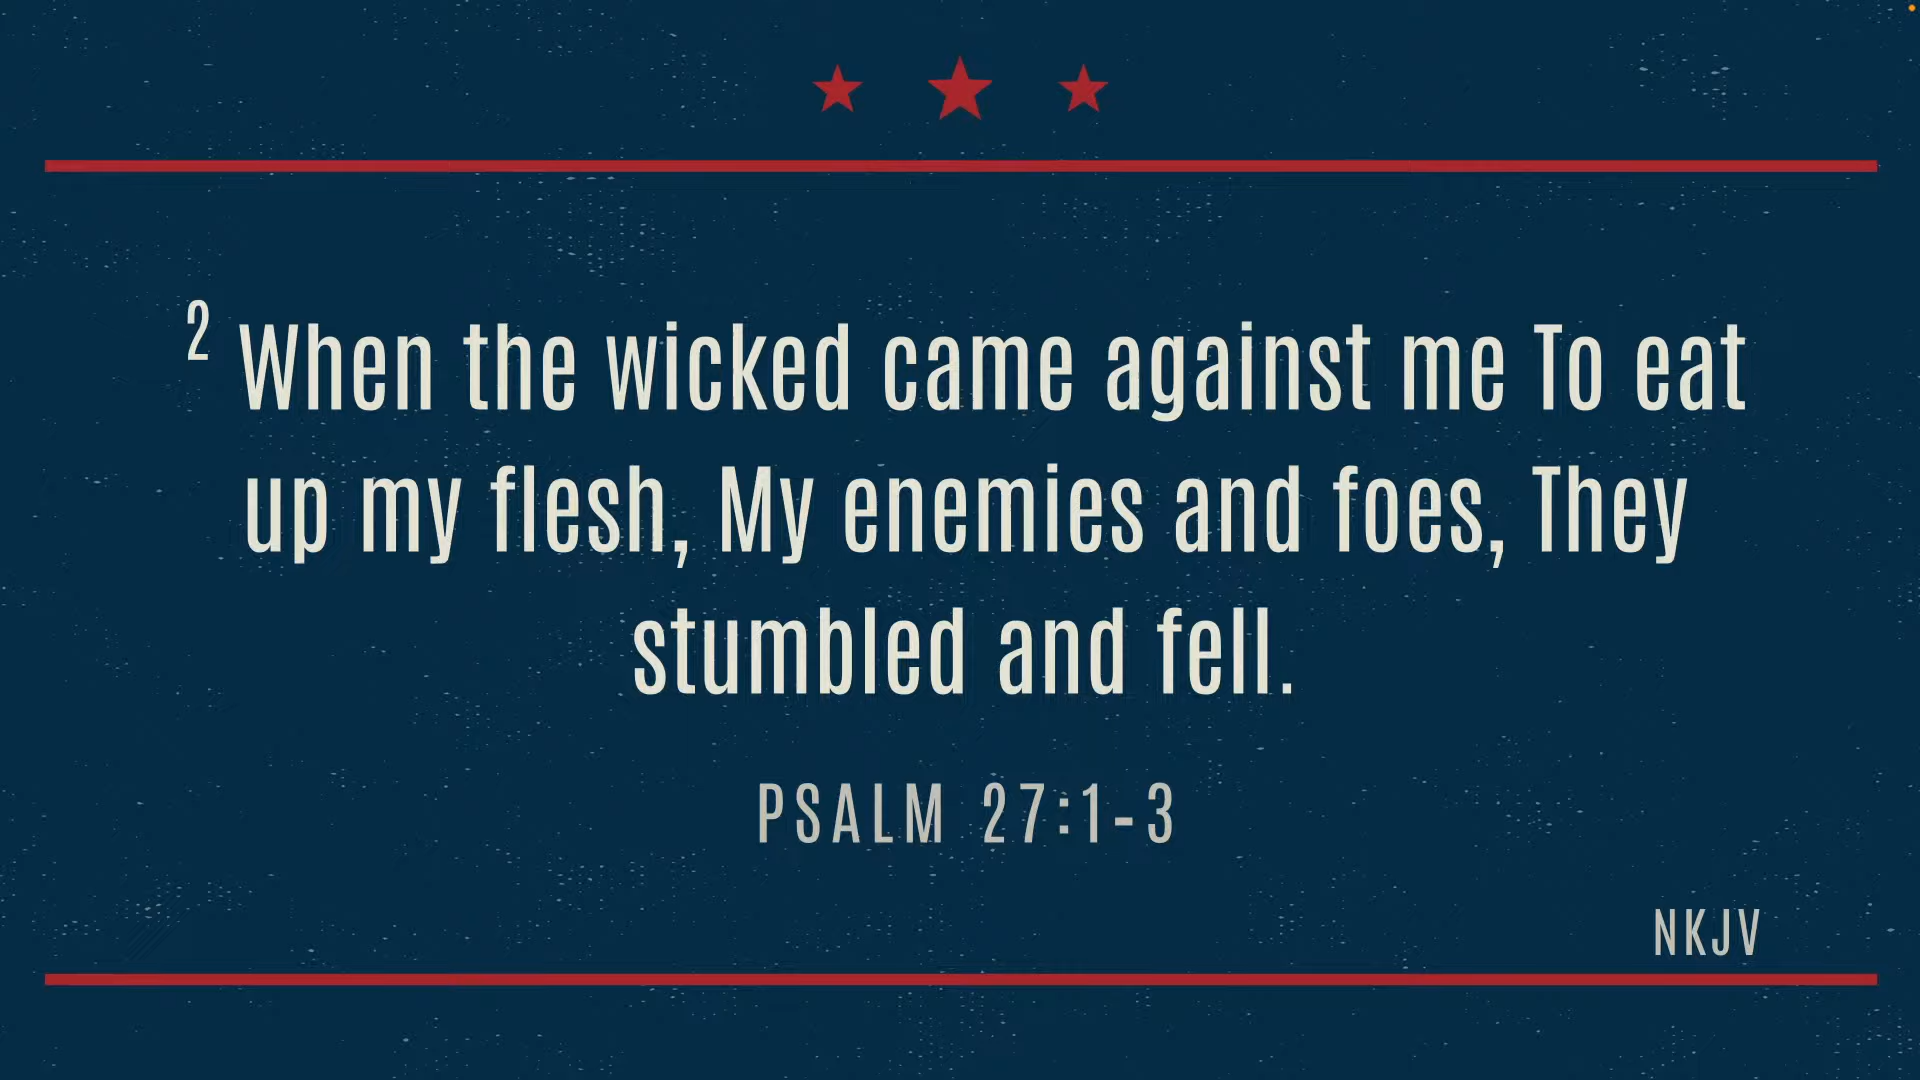 2 When the wicked came against me To eat
up my flesh, My enemies and foes, They
stumbled and fell.
PSALM 27:1-3
NKJV